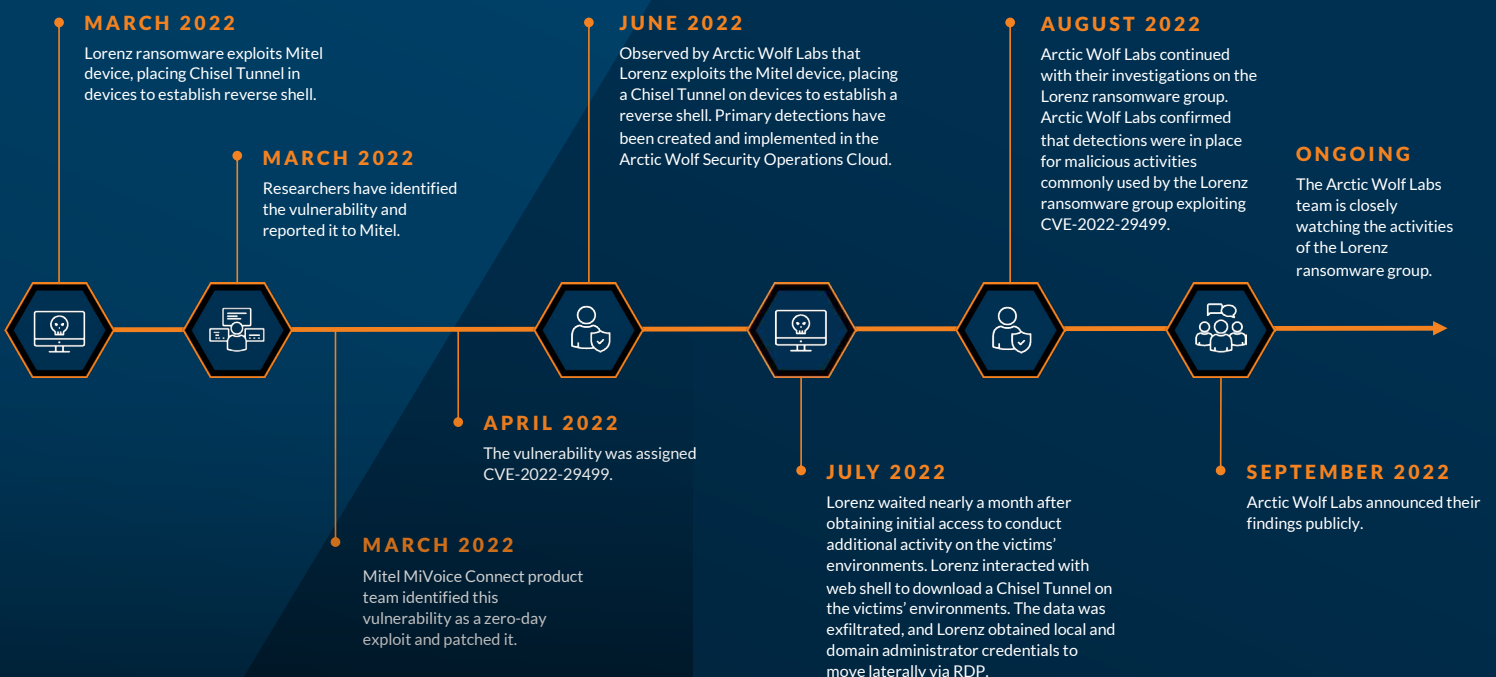 MARCH 2022
Lorenz ransomware exploits Mitel
device, placing Chisel Tunnel in
devices to establish reverse shell.
MARCH 2022
Researchers have identified
the vulnerability and
reported it to Mitel.
MARCH 2022
Mitel MiVoice Connect product
team identified this
vulnerability as a zero-day
exploit and patched it.
APRIL 2022
The vulnerability was assigned
CVE-2022-29499.
JUNE 2022
Observed by Arctic Wolf Labs that
Lorenz exploits the Mitel device, placing
a Chisel Tunnel on devices to establish a
reverse shell. Primary detections have
been created and implemented in the
Arctic Wolf Security Operations Cloud.
JULY 2022
Lorenz waited nearly a month after
obtaining initial access to conduct
additional activity on the victims’
environments. Lorenz interacted with
web shell to download a Chisel Tunnel on
the victims’ environments. The data was
exfiltrated, and Lorenz obtained local and
domain administrator credentials to
move laterally via RDP.
AUGUST 2022
Arctic Wolf Labs continued
with their investigations on the
Lorenz ransomware group.
Arctic Wolf Labs confirmed
that detections were in place
for malicious activities
commonly used by the Lorenz
ransomware group exploiting
CVE-2022-29499.
SEPTEMBER 2022
Arctic Wolf Labs announced their
findings publicly.
ONGOING
The Arctic Wolf Labs
team is closely
watching the activities
of the Lorenz
ransomware group.